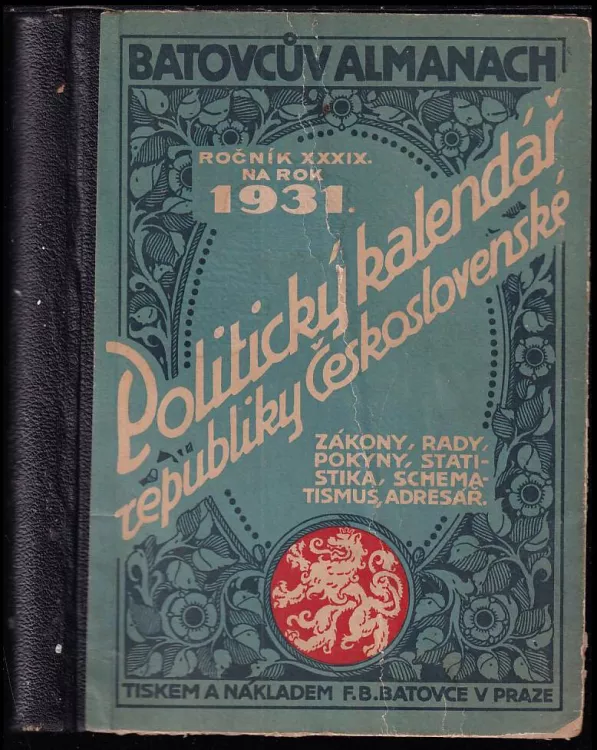 BATOVCŮV ALMANACH
ROČNÍK XXXIX.
NA ROK
1931.
Politický kalendář
republiky Československé
ZÁKONY, RADY,
POKYNY, STATI-
STIKA, SCHEMA-
TISMUS, ADRESÁŘ.
TISKEM A NÁKLADEM F.B.BATOVCE V PRAZE